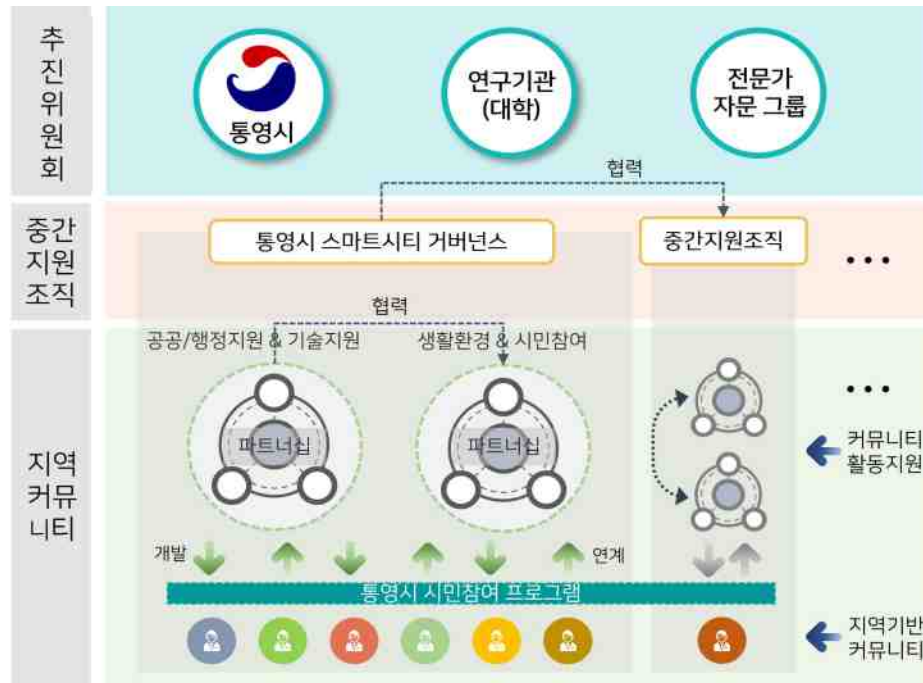 추진위원회
통영시
연구기관
(대학)
전문가
자문 그룹
협력
중간
지원
조직
통영시 스마트시티 거버넌스
중간지원조직
•••
협력
공공/행정지원 & 기술지원
생활환경 & 시민참여
•••
파트너십
파트너십
커뮤니티
활동지원
지역
커뮤
니티
개발
연계
통영시 시민참여 프로그램
지역기반
커뮤니티